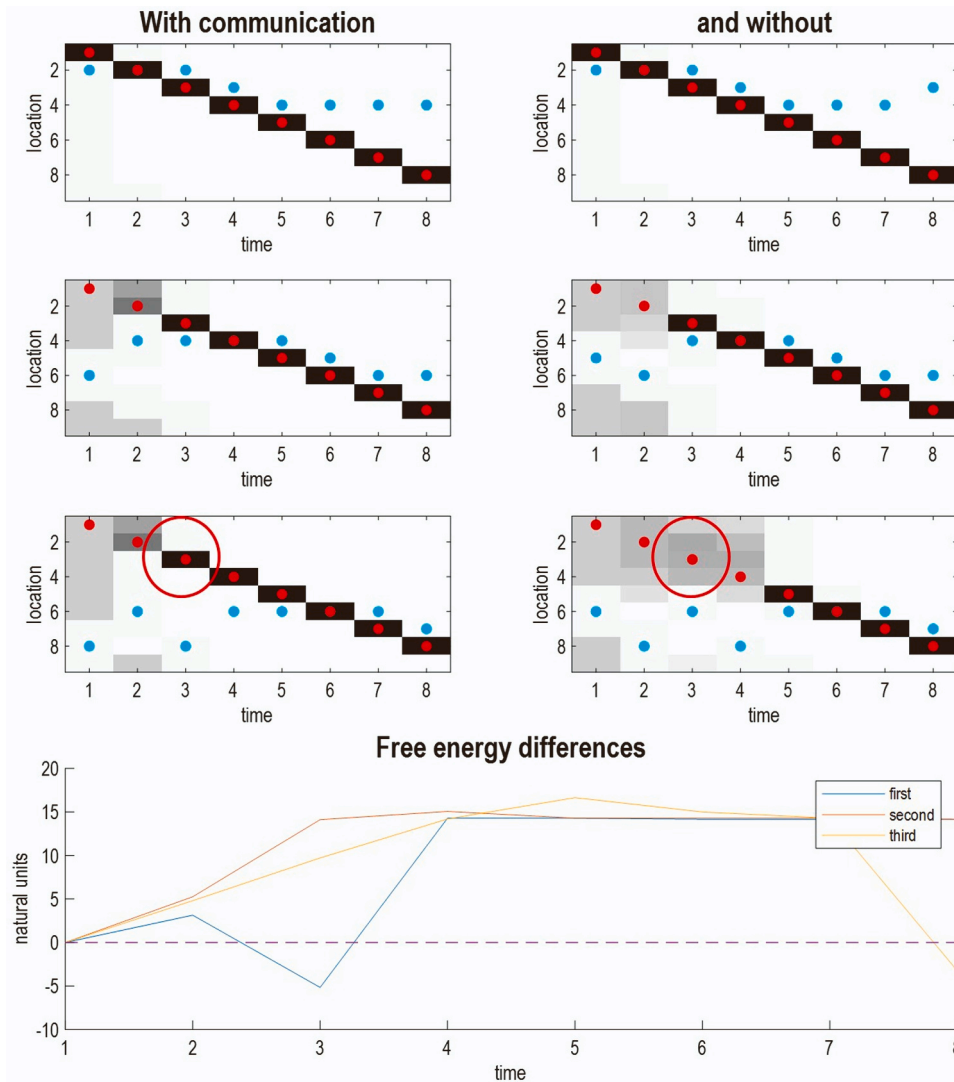 With communication and without
location 2 4 6 8
1 2 3 4 5 6 7 8
time
location 2 4 6 8
1 2 3 4 5 6 7 8
time
location 2 4 6 8
1 2 3 4 5 6 7 8
time
location 2 4 6 8
1 2 3 4 5 6 7 8
time
location 2 4 6 8
1 2 3 4 5 6 7 8
time
location 2 4 6 8
1 2 3 4 5 6 7 8
time
Free energy differences
natural units
20
15
10
5
0
-5
-10
1 2 3 4 5 6 7 8
time
first
second
third